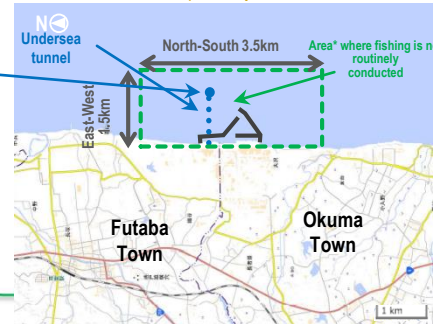 N
Undersea
tunnel
North-South 3.5km
Area* where fishing is n
routinely
conducted
East-West
1.5km
Futaba
Town
Okuma
Town
1 km